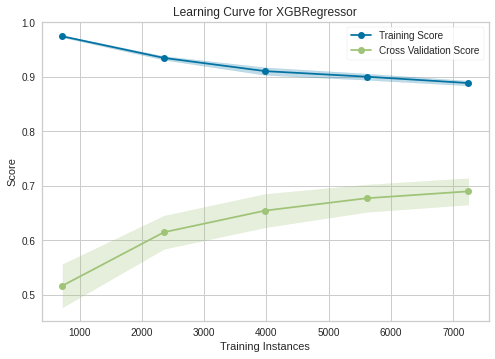 Learning Curve for XGBRegressor
Training Score
Cross Validation Score
1.0
0.9
0.8
0.7
0.6
0.5
Score
1000 2000 3000 4000 5000 6000 7000
Training Instances